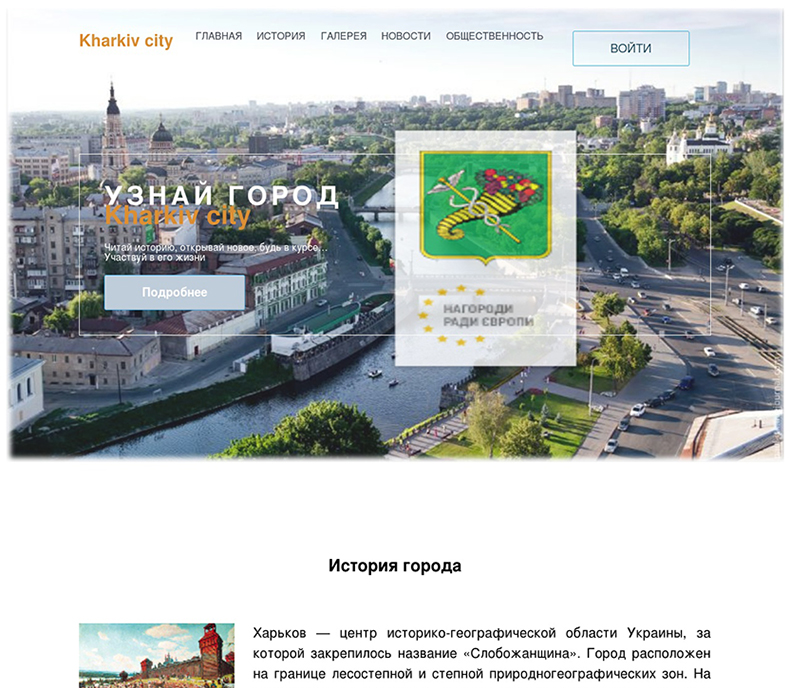 Kharkiv city
ГЛАВНАЯ ИСТОРИЯ ГАЛЕРЕЯ НОВОСТИ ОБЩЕСТВЕННОСТЬ
ВОЙТИ
УЗНАЙ ГОРОД
Kharkiv city
Читай историю, открывай новое, будь в курсе...
Участвуй в его жизни
Подробнее
НАГОРОДИ
РАДИ ЄВРОПИ
История города
Харьков — центр историко-географической области Украины, за
которой закрепилось название «Слобожанщина». Город расположен
на границе лесостепной и степной природногеографических зон. На